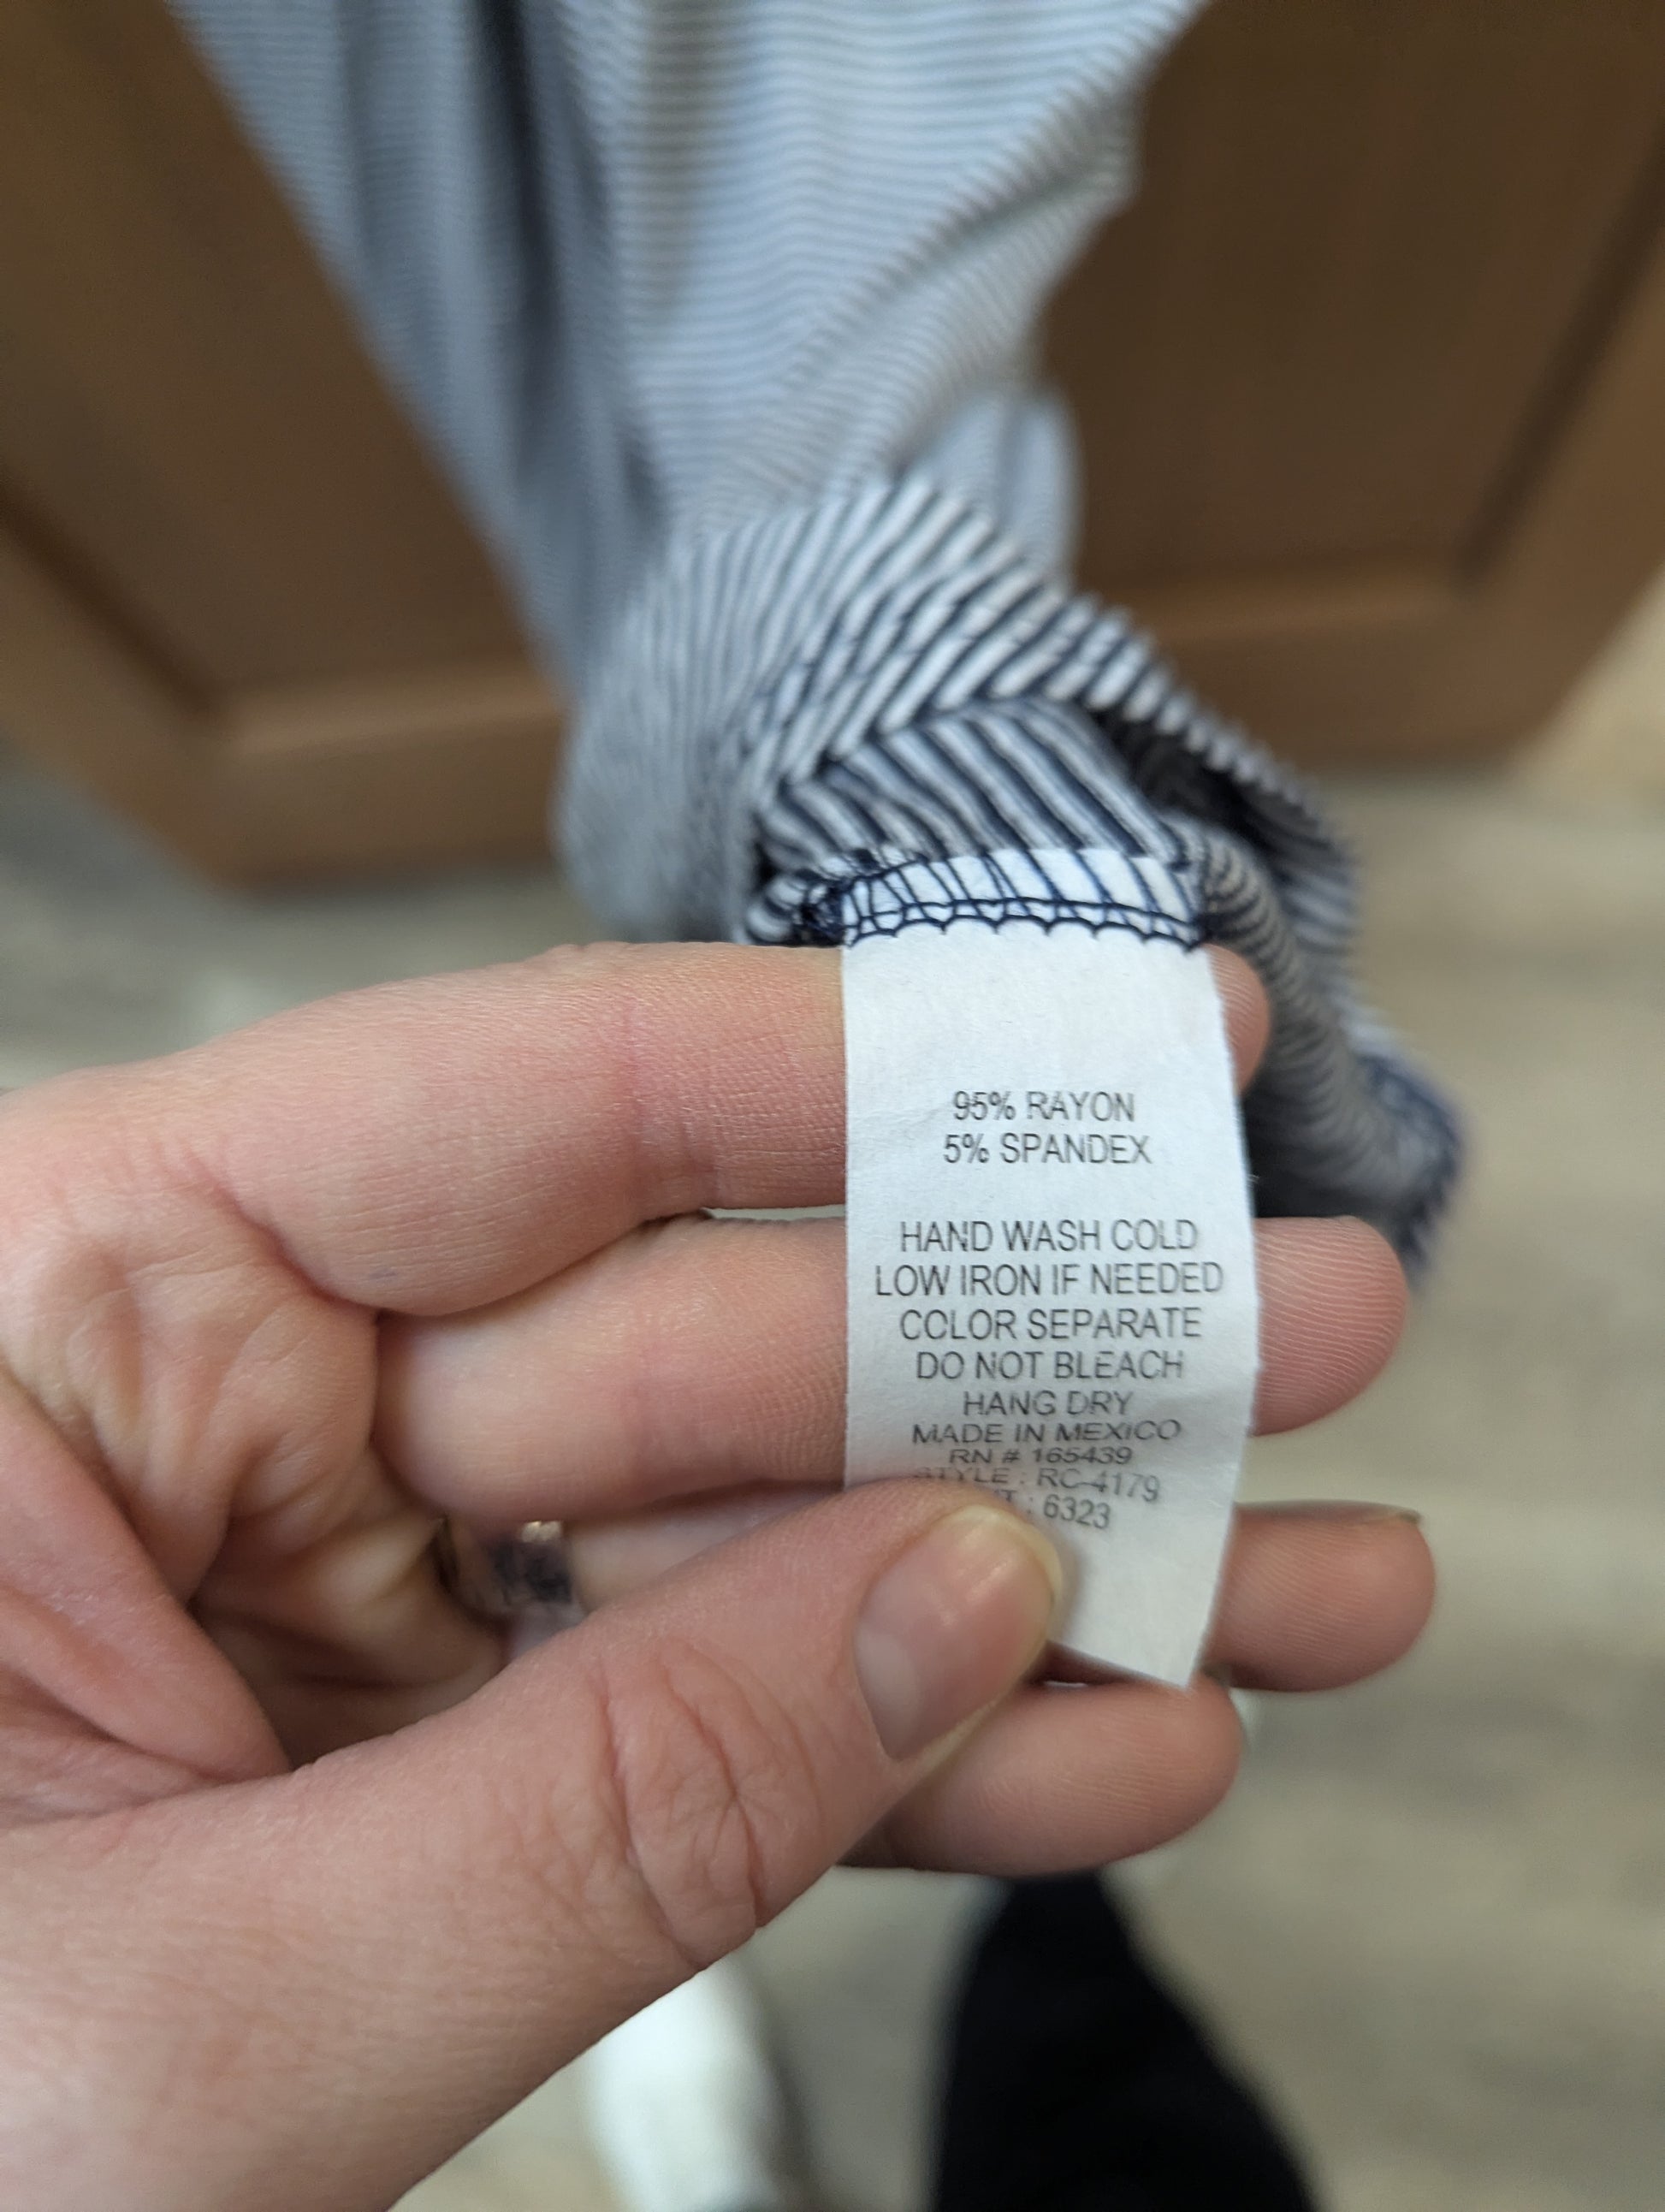 95% RAYON
5% SPANDEX
HAND WASH COLD
LOW IRON IF NEEDED
COLOR SEPARATE
DO NOT BLEACH
HANG DRY
MADE IN MEXICO
RN # 165439
STYLE : RC-4179
: 6323